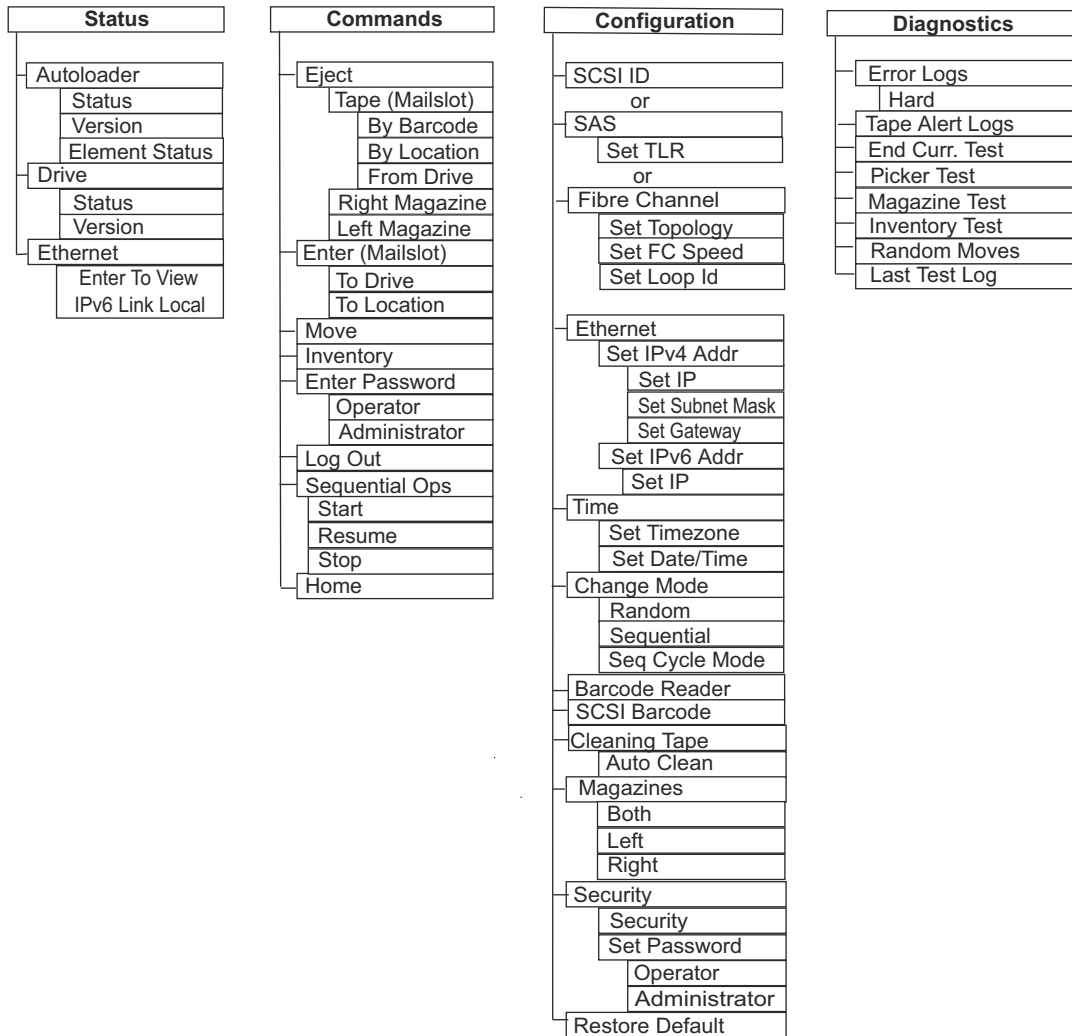 Status
Autoloader
Status
Version
Element Status
Drive
Status
Version
Ethernet
Enter To View
IPv6 Link Local
Commands
Eject
Tape (Mailslot)
By Barcode
By Location
From Drive
Right Magazine
Left Magazine
Enter (Mailslot)
To Drive
To Location
Move
Inventory
Enter Password
Operator
Administrator
Log Out
Sequential Ops
Start
Resume
Stop
Home
Configuration
SCSI ID
or
SAS
Set TLR
or
Fibre Channel
Set Topology
Set FC Speed
Set Loop Id
Ethernet
Set IPv4 Addr
Set IP
Set Subnet Mask
Set Gateway
Set IPv6 Addr
Set IP
Time
Set Timezone
Set Date/Time
Change Mode
Random
Sequential
Seq Cycle Mode
Barcode Reader
SCSI Barcode
Cleaning Tape
Auto Clean
Magazines
Both
Left
Right
Security
Security
Set Password
Operator
Administrator
Restore Default
Diagnostics
Error Logs
Hard
Tape Alert Logs
End Curr. Test
Picker Test
Magazine Test
Inventory Test
Random Moves
Last Test Log